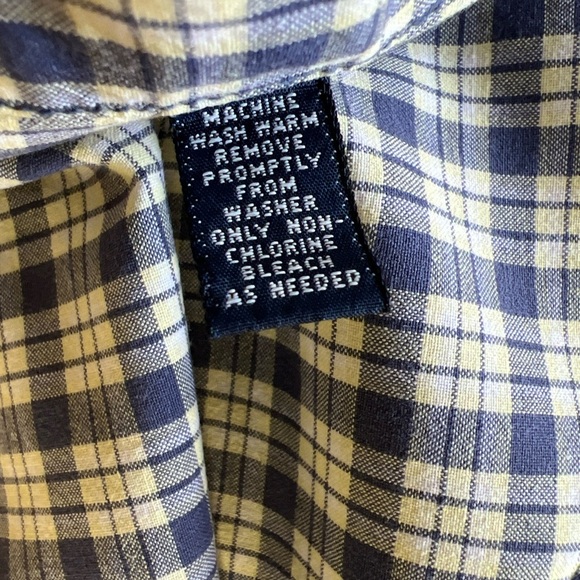 MACHINE
WASH WARM
REMOVE
PROMPTLY
FROM
WASHER
ONLY NON-
CHLORINE
BLEACH
AS NEEDED